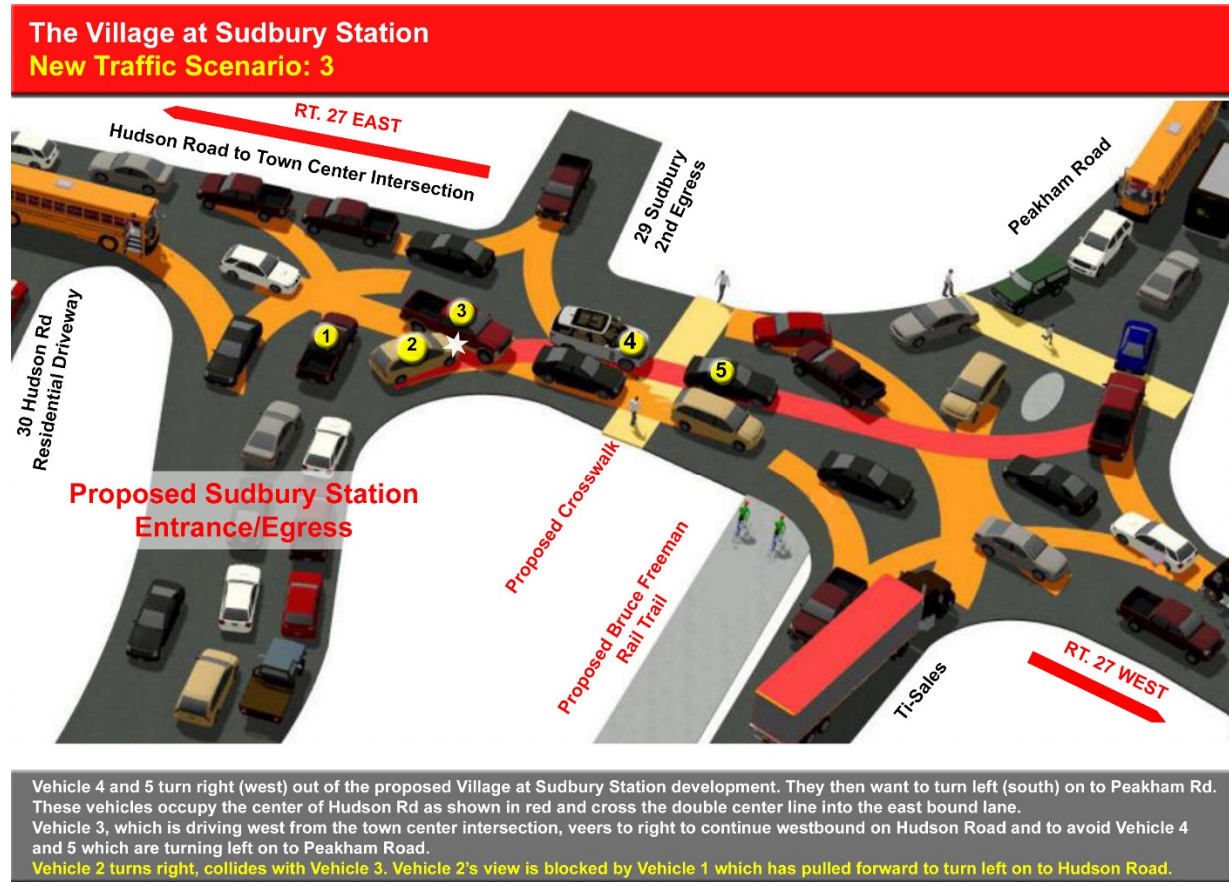 The Village at Sudbury Station
New Traffic Scenario: 3
RT. 27 EAST
Hudson Road to Town Center Intersection
29 Sudbury
2nd Egress
Peakham Road
30 Hudson Rd
Residential Driveway
1
2
3
4
5
Proposed Sudbury Station
Entrance/Egress
Proposed Crosswalk
Proposed Bruce Freeman
Rail Trail
Ti-Sales
RT. 27 WEST
Vehicle 4 and 5 turn right (west) out of the proposed Village at Sudbury Station development. They then want to turn left (south) on to Peakham Rd.
These vehicles occupy the center of Hudson Rd as shown in red and cross the double center line into the east bound lane.
Vehicle 3, which is driving west from the town center intersection, veers to right to continue westbound on Hudson Road and to avoid Vehicle 4
and 5 which are turning left on to Peakham Road.
Vehicle 2 turns right, collides with Vehicle 3. Vehicle 2's view is blocked by Vehicle 1 which has pulled forward to turn left on to Hudson Road.